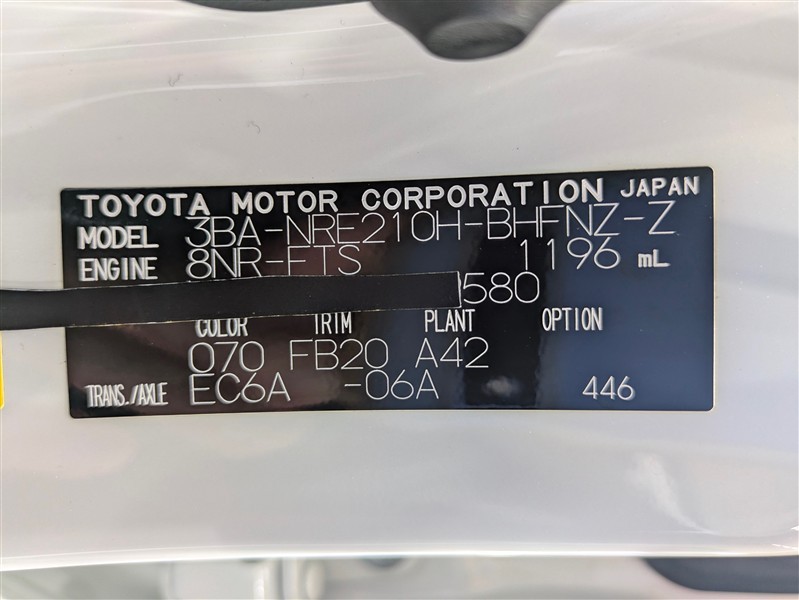 TOYOTA MOTOR CORPORATION JAPAN
MODEL 3BA-NRE210H-BHFNZ-Z
ENGINE 8NR-FTS 1196 mL
580
COLOR TRIM PLANT OPTION
070 FB20 A42
TRANS./AXLE EC6A -06A 446